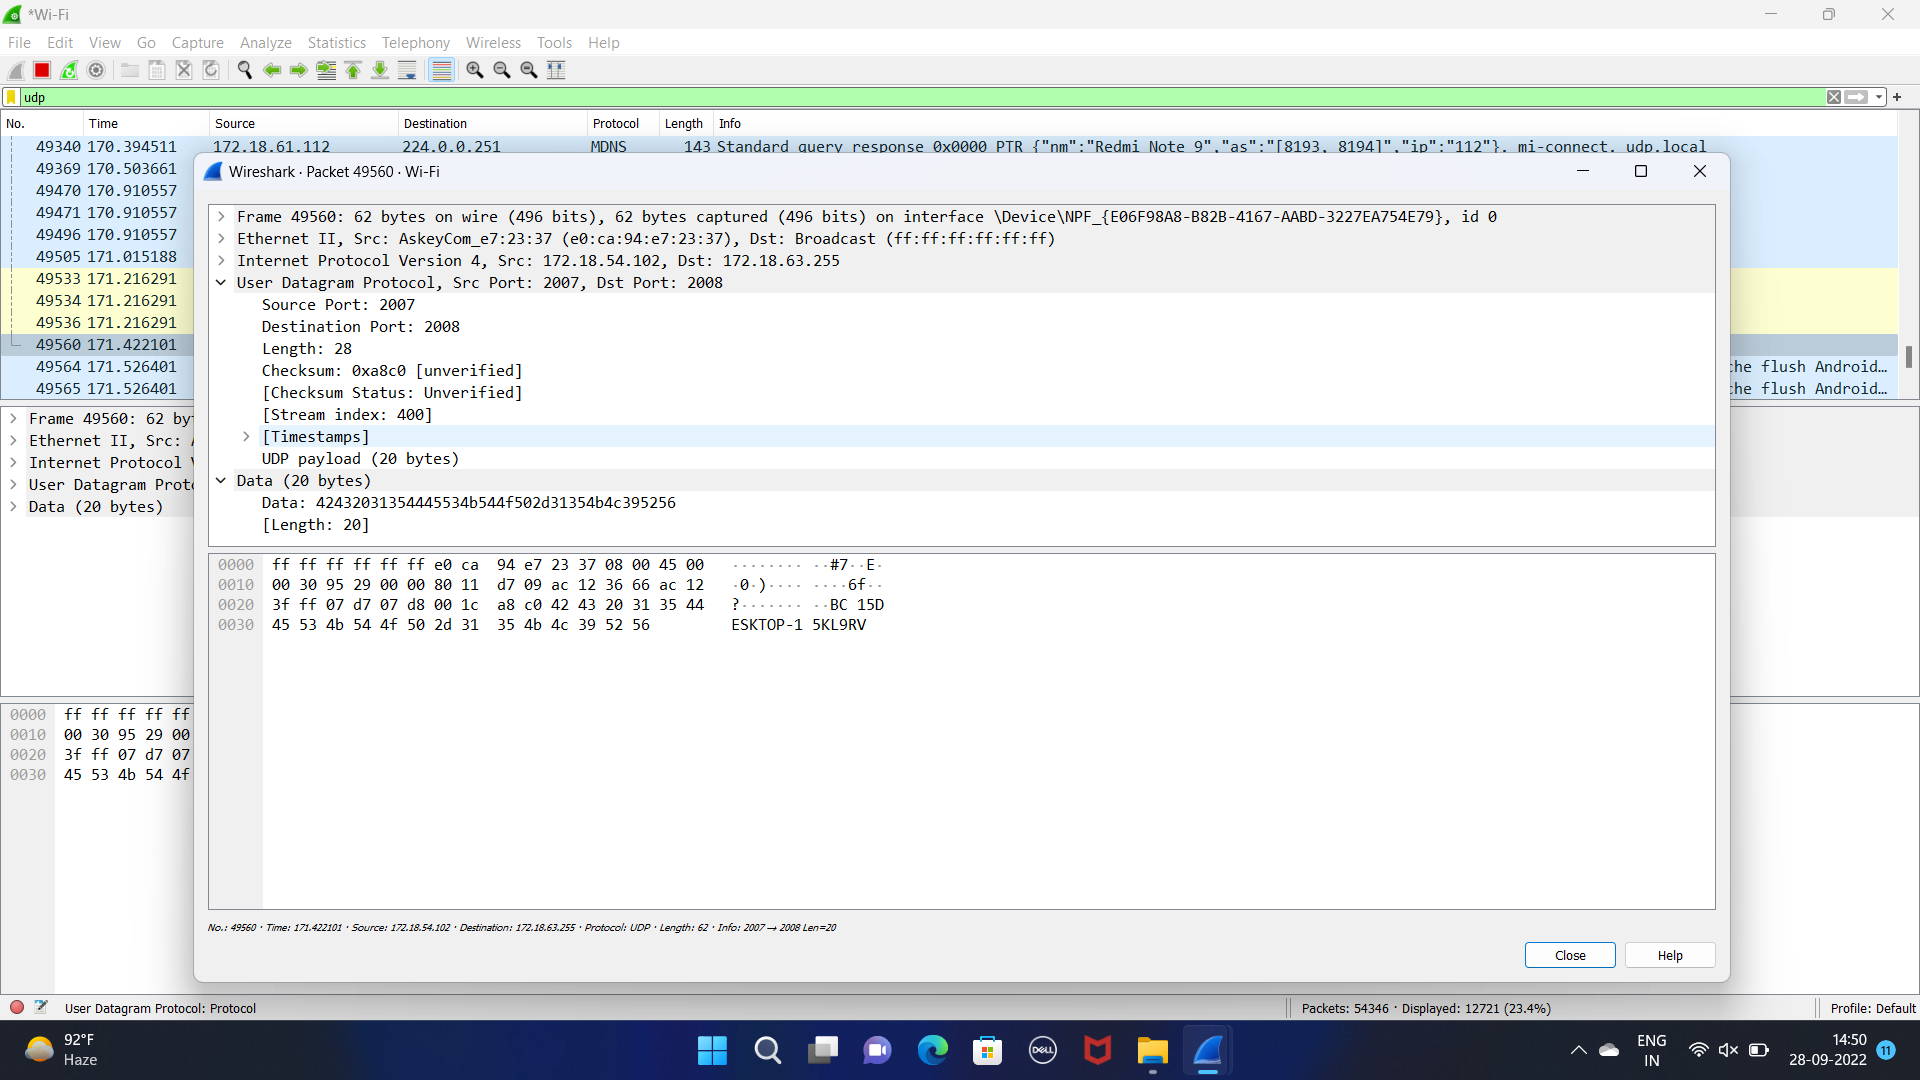 *Wi-Fi
File Edit View Go Capture Analyze Statistics Telephony Wireless Tools Help
udp
No. Time Source Destination Protocol Length Info
49340 170.394511 172.18.61.112 224.0.0.251 MDNS 143 Standard query response 0x0000 PTR {"nm":"Redmi Note 9","as":"[8193, 8194]","ip":"112"}._mi-connect._udp.local
49369 170.503661
49470 170.910557
49471 170.910557
49496 170.910557
49505 171.015188
49533 171.216291
49534 171.216291
49536 171.216291
49560 171.422101
49564 171.526401 che flush Android…
49565 171.526401 che flush Android…
Frame 49560: 62 by
Ethernet II, Src:
Internet Protocol
User Datagram Proto
Data (20 bytes)
0000 ff ff ff ff ff
0010 00 30 95 29 00
0020 3f ff 07 d7 07
0030 45 53 4b 54 4f
Wireshark · Packet 49560 · Wi-Fi
Frame 49560: 62 bytes on wire (496 bits), 62 bytes captured (496 bits) on interface \Device\NPF_{E06F98A8-B82B-4167-AABD-3227EA754E79}, id 0
Ethernet II, Src: AskeyCom_e7:23:37 (e0:ca:94:e7:23:37), Dst: Broadcast (ff:ff:ff:ff:ff:ff)
Internet Protocol Version 4, Src: 172.18.54.102, Dst: 172.18.63.255
User Datagram Protocol, Src Port: 2007, Dst Port: 2008
Source Port: 2007
Destination Port: 2008
Length: 28
Checksum: 0xa8c0 [unverified]
[Checksum Status: Unverified]
[Stream index: 400]
[Timestamps]
UDP payload (20 bytes)
Data (20 bytes)
Data: 42432031354445534b544f502d31354b4c395256
[Length: 20]
0000 ff ff ff ff ff ff e0 ca 94 e7 23 37 08 00 45 00 ········ ··#7··E·
0010 00 30 95 29 00 00 80 11 d7 09 ac 12 36 66 ac 12 ·0·)···· ····6f··
0020 3f ff 07 d7 07 d8 00 1c a8 c0 42 43 20 31 35 44 ?······· ··BC 15D
0030 45 53 4b 54 4f 50 2d 31 35 4b 4c 39 52 56 ESKTOP-1 5KL9RV
No.: 49560 · Time: 171.422101 · Source: 172.18.54.102 · Destination: 172.18.63.255 · Protocol: UDP · Length: 62 · Info: 2007 → 2008 Len=20
Close Help
User Datagram Protocol: Protocol Packets: 54346 · Displayed: 12721 (23.4%) Profile: Default
92°F
Haze
DELL
ENG
IN
14:50
28-09-2022
11